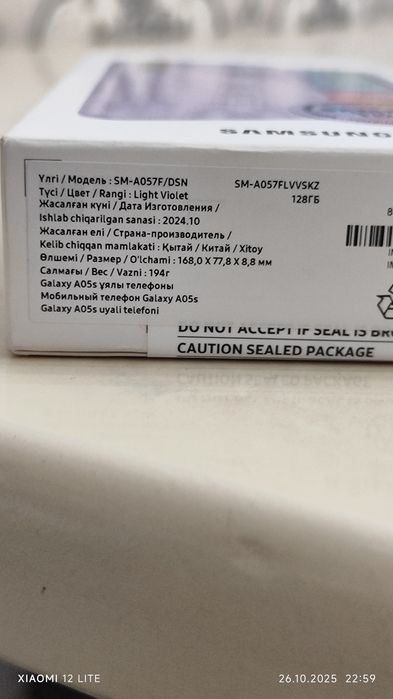 SAMSUNG
Үлгі / Модель : SM-A057F/DSN
SM-A057FLVVSKZ
Түсі / Цвет / Rangi : Light Violet
128ГБ
Жасалған күні / Дата Изготовления /
Ishlab chiqarilgan sanasi : 2024.10
Жасалған елі / Страна-производитель /
Kelib chiqqan mamlakati : Қытай / Китай / Xitoy
Өлшемі / Размер / O'lchami : 168,0 X 77,8 X 8,8 мм
Салмағы / Вес / Vazni : 194г
Galaxy A05s ұялы телефоны
Мобильный телефон Galaxy A05s
Galaxy A05s uyali telefoni
DO NOT ACCEPT IF SEAL IS BR
CAUTION SEALED PACKAGE
XIAOMI 12 LITE
26.10.2025 22:59